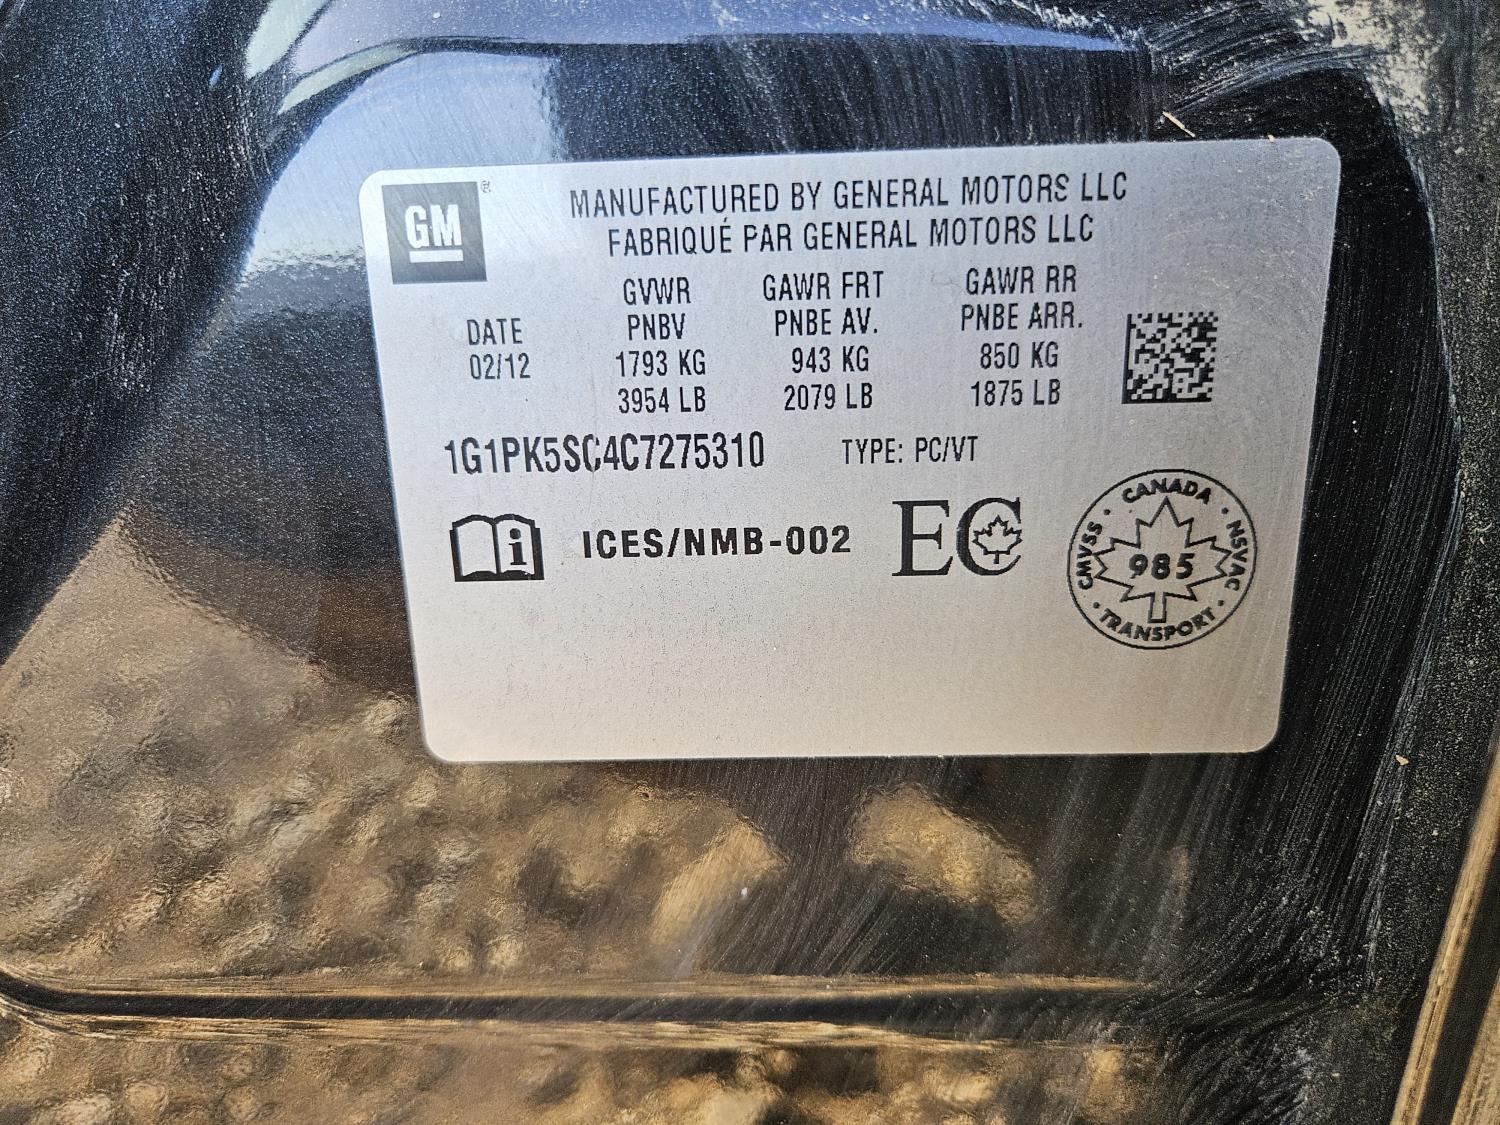 GM®
MANUFACTURED BY GENERAL MOTORS LLC
FABRIQUÉ PAR GENERAL MOTORS LLC
DATE
02/12
GVWR
PNBV
1793 KG
3954 LB
GAWR FRT
PNBE AV.
943 KG
2079 LB
GAWR RR
PNBE ARR.
850 KG
1875 LB
1G1PK5SC4C7275310 TYPE: PC/VT
i ICES/NMB-002 EC
CANADA
CMVSS
985
NSVAC
TRANSPORT